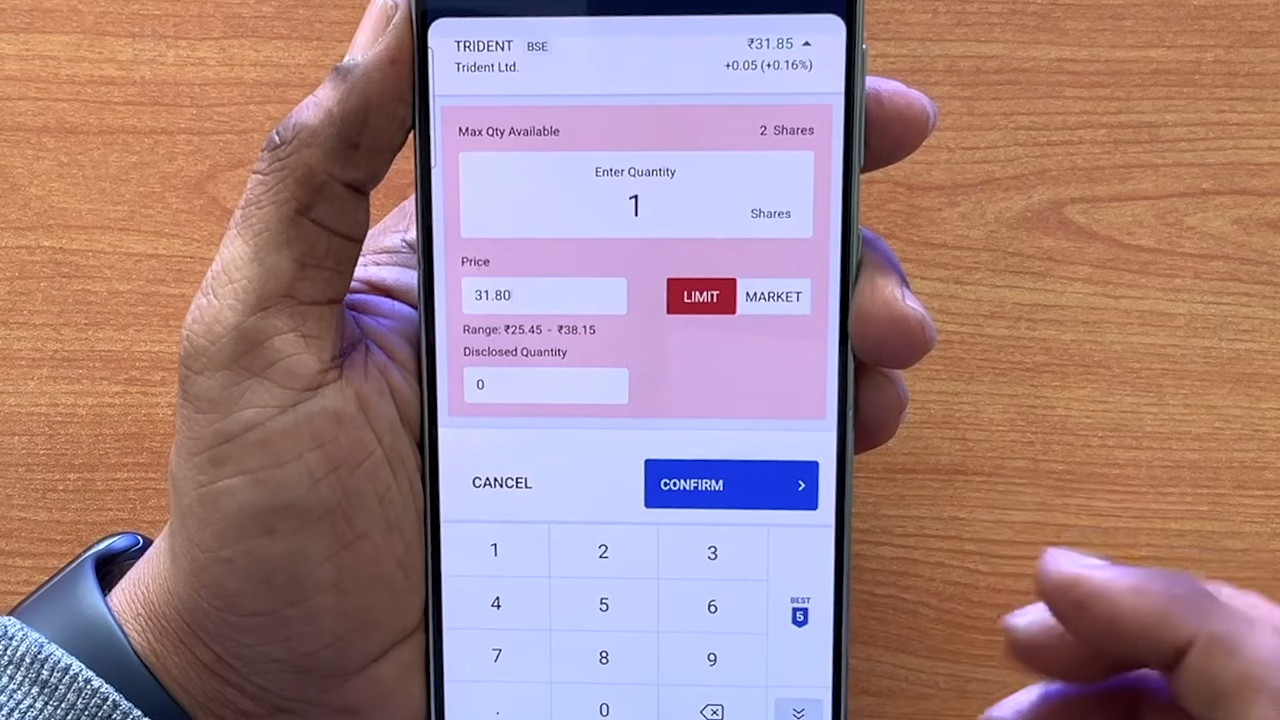 TRIDENT BSE ₹31.85
Trident Ltd. +0.05 (+0.16%)
Max Qty Available 2 Shares
Enter Quantity
1
Shares
Price
31.80 LIMIT MARKET
Range: ₹25.45 - ₹38.15
Disclosed Quantity
0
CANCEL CONFIRM
1 2 3
4 5 6
BEST
5
7 8 9
. 0